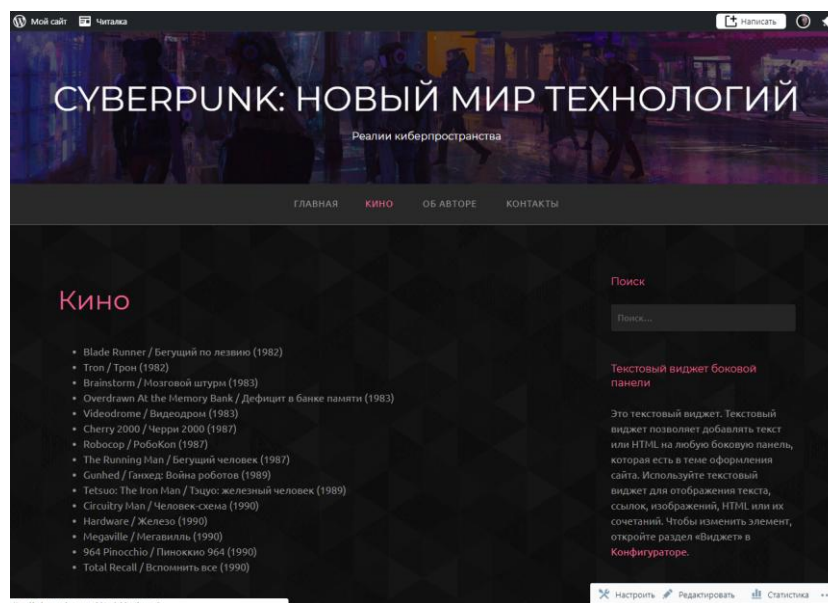 Мой сайт Читалка Написать
CYBERPUNK: НОВЫЙ МИР ТЕХНОЛОГИЙ
Реалии киберпространства
ГЛАВНАЯ КИНО ОБ АВТОРЕ КОНТАКТЫ
Кино
• Blade Runner / Бегущий по лезвию (1982)
• Tron / Трон (1982)
• Brainstorm / Мозговой штурм (1983)
• Overdrawn At the Memory Bank / Дефицит в банке памяти (1983)
• Videodrome / Видеодром (1983)
• Cherry 2000 / Черри 2000 (1987)
• Robocop / РобоКоп (1987)
• The Running Man / Бегущий человек (1987)
• Gunhed / Ганхед: Война роботов (1989)
• Tetsuo: The Iron Man / Тэцуо: железный человек (1989)
• Circuitry Man / Человек-схема (1990)
• Hardware / Железо (1990)
• Megaville / Мегавилль (1990)
• 964 Pinocchio / Пиноккио 964 (1990)
• Total Recall / Вспомнить все (1990)
Поиск
Поиск…
Текстовый виджет боковой
панели
Это текстовый виджет. Текстовый
виджет позволяет добавлять текст
или HTML на любую боковую панель,
которая есть в теме оформления
сайта. Используйте текстовый
виджет для отображения текста,
ссылок, изображений, HTML или их
сочетаний. Чтобы изменить элемент,
откройте раздел «Виджет» в
Конфигураторе.
Настроить Редактировать Статистика